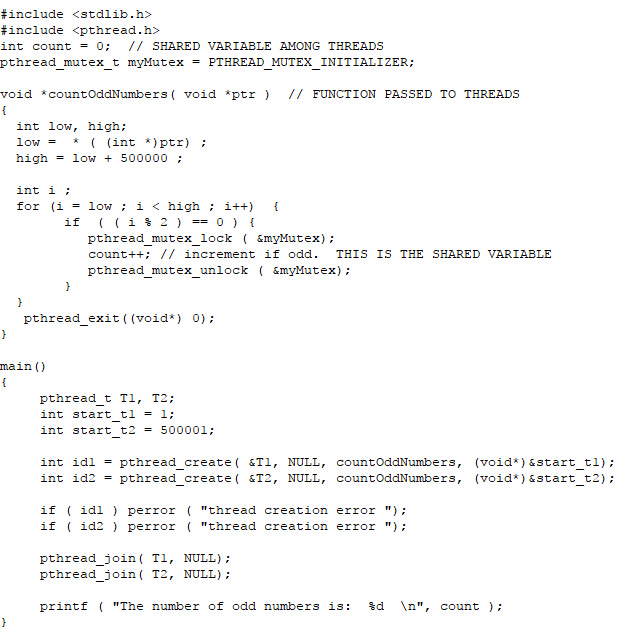 #include <stdlib.h>
#include <pthread.h>
int count = 0;  // SHARED VARIABLE AMONG THREADS
pthread_mutex_t myMutex = PTHREAD_MUTEX_INITIALIZER;

void *countOddNumbers( void *ptr )  // FUNCTION PASSED TO THREADS
{
  int low, high;
  low =  * ( (int *)ptr) ;
  high = low + 500000 ;

  int i ;
  for (i = low ; i < high ; i++)  {
        if  ( ( i % 2 ) == 0 ) {
           pthread_mutex_lock ( &myMutex);
           count++; // increment if odd.  THIS IS THE SHARED VARIABLE
           pthread_mutex_unlock ( &myMutex);
        }
  }
   pthread_exit((void*) 0);
}

main()
{
     pthread_t T1, T2;
     int start_t1 = 1;
     int start_t2 = 500001;

     int id1 = pthread_create( &T1, NULL, countOddNumbers, (void*)&start_t1);
     int id2 = pthread_create( &T2, NULL, countOddNumbers, (void*)&start_t2);

     if ( id1 ) perror ( "thread creation error ");
     if ( id2 ) perror ( "thread creation error ");

     pthread_join( T1, NULL);
     pthread_join( T2, NULL);

     printf ( "The number of odd numbers is:  %d  \n", count );
}